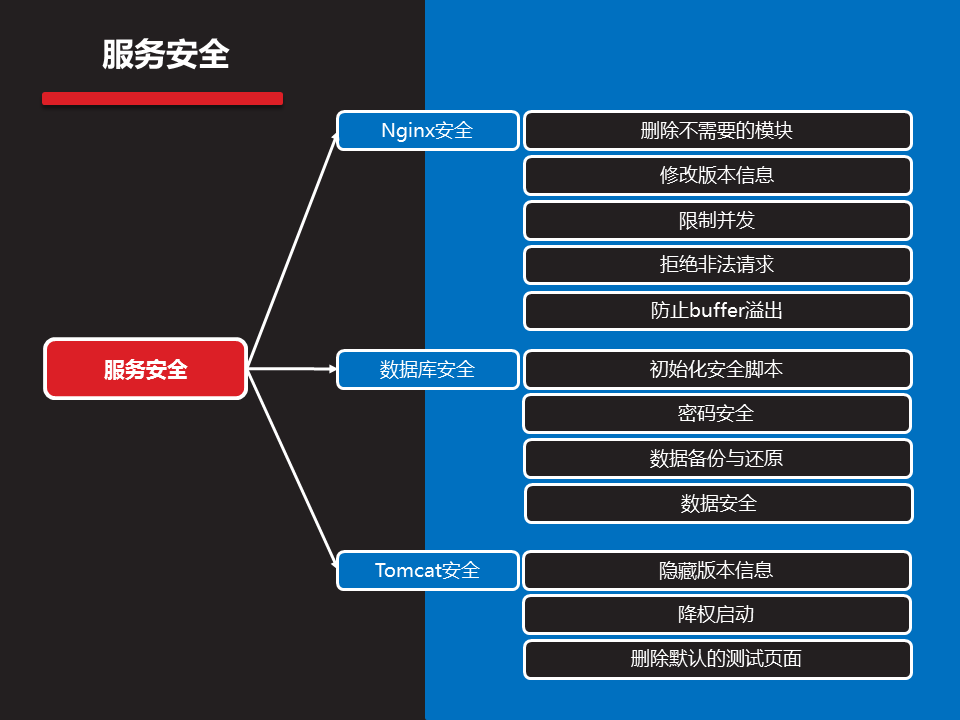 服务安全
服务安全
Nginx安全
删除不需要的模块
修改版本信息
限制并发
拒绝非法请求
防止buffer溢出
数据库安全
初始化安全脚本
密码安全
数据备份与还原
数据安全
Tomcat安全
隐藏版本信息
降权启动
删除默认的测试页面